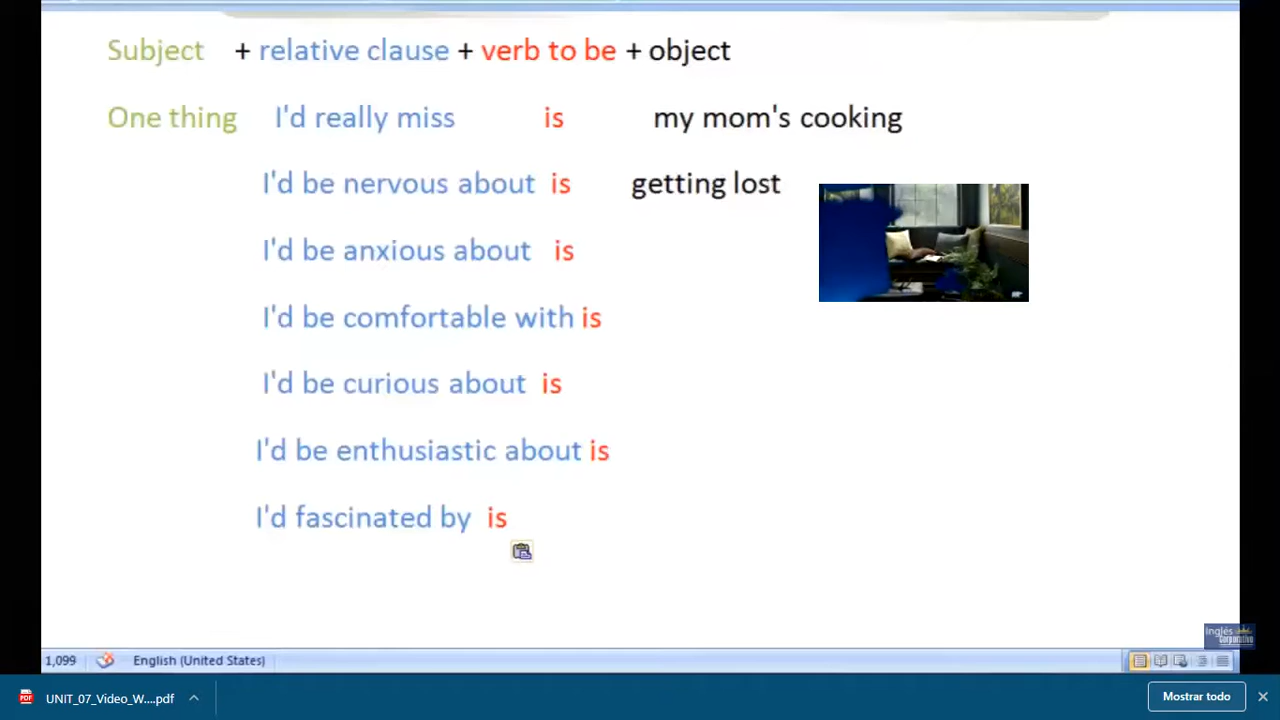 Subject + relative clause + verb to be + object
One thing I'd really miss is my mom's cooking
I'd be nervous about is getting lost
I'd be anxious about is
I'd be comfortable with is
I'd be curious about is
I'd be enthusiastic about is
I'd fascinated by is
Inglés Corporativo
1,099 English (United States)
UNIT_07_Video_W....pdf Mostrar todo